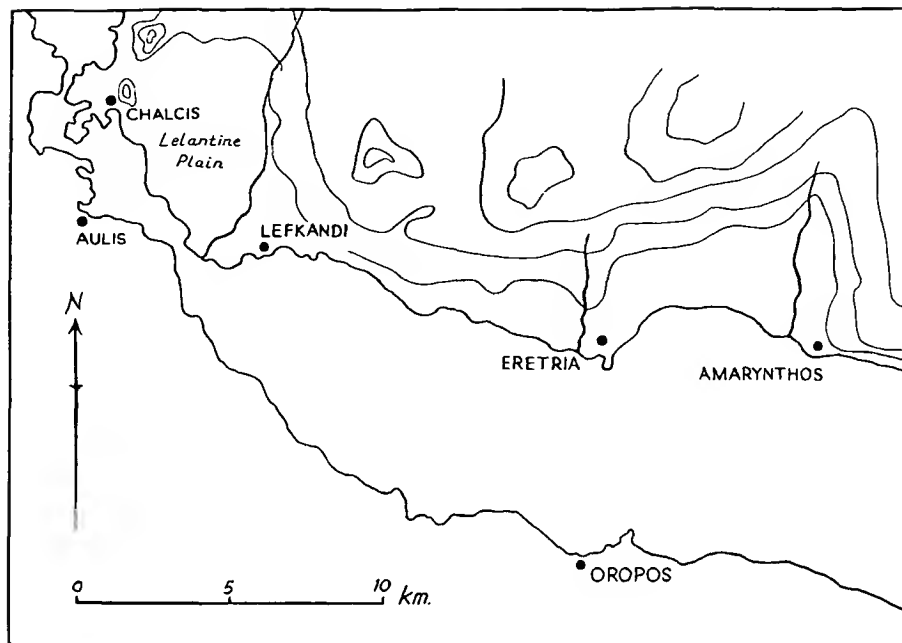 CHALCIS
Lelantine
Plain
AULIS
LEFKANDI
N
ERETRIA
AMARYNTHOS
OROPOS
0 5 10
km.